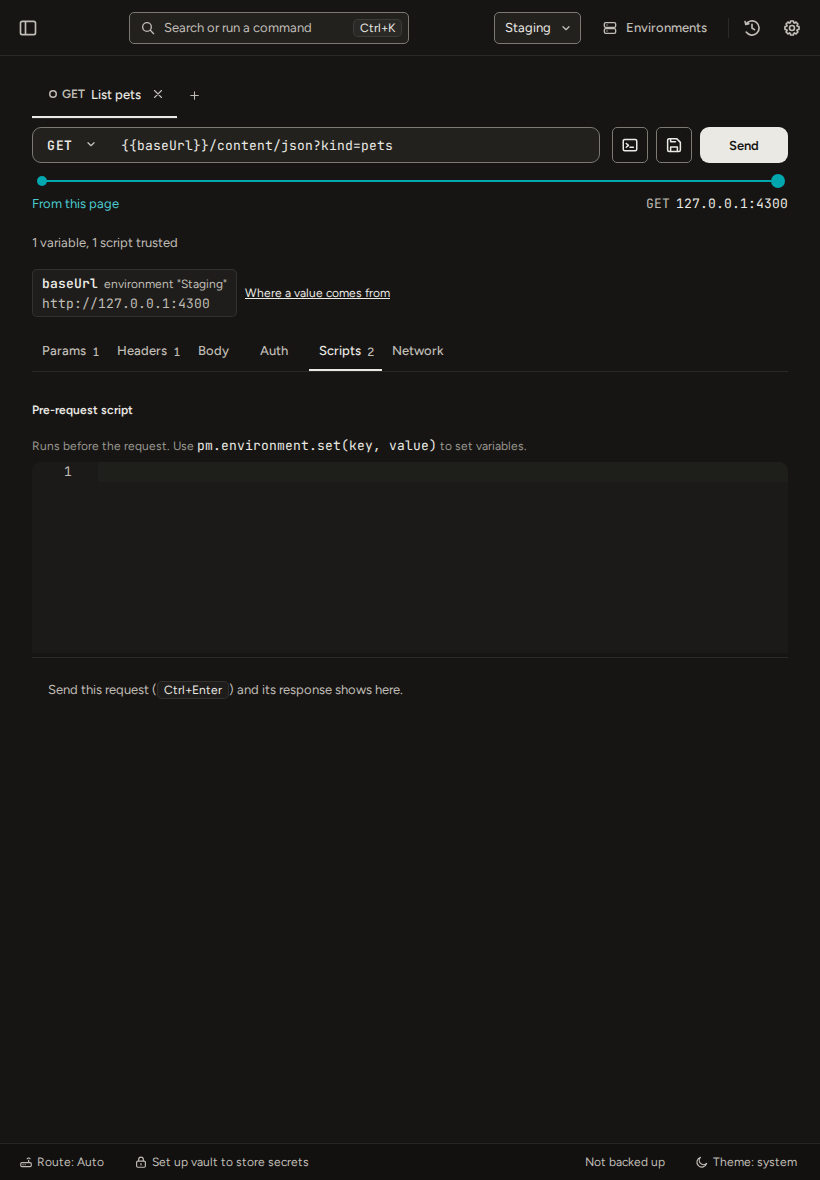 Search or run a command Ctrl+K Staging Environments
GET List pets
GET {{baseUrl}}/content/json?kind=pets Send
From this page GET 127.0.0.1:4300
1 variable, 1 script trusted
baseUrl environment "Staging"
http://127.0.0.1:4300
Where a value comes from
Params 1 Headers 1 Body Auth Scripts 2 Network
Pre-request script
Runs before the request. Use pm.environment.set(key, value) to set variables.
1
Send this request (Ctrl+Enter) and its response shows here.
Route: Auto Set up vault to store secrets Not backed up Theme: system